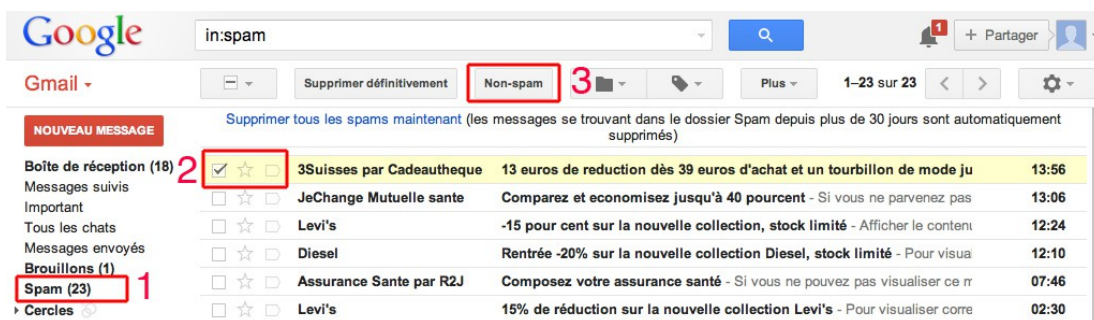 Google in:spam 1 + Partager
Gmail Supprimer définitivement Non-spam 3 Plus 1–23 sur 23
NOUVEAU MESSAGE
Supprimer tous les spams maintenant (les messages se trouvant dans le dossier Spam depuis plus de 30 jours sont automatiquement
supprimés)
Boîte de réception (18) 2 3Suisses par Cadeautheque 13 euros de reduction dès 39 euros d'achat et un tourbillon de mode ju 13:56
Messages suivis
JeChange Mutuelle sante Comparez et economisez jusqu'à 40 pourcent - Si vous ne parvenez pas 13:06
Important
Tous les chats
Levi's -15 pour cent sur la nouvelle collection, stock limité - Afficher le contenu 12:24
Messages envoyés
Diesel Rentrée -20% sur la nouvelle collection Diesel, stock limité - Pour visua 12:10
Brouillons (1)
Spam (23) 1
Assurance Sante par R2J Composez votre assurance santé - Si vous ne pouvez pas visualiser ce m 07:46
Cercles
Levi's 15% de réduction sur la nouvelle collection Levi's - Pour visualiser corre 02:30